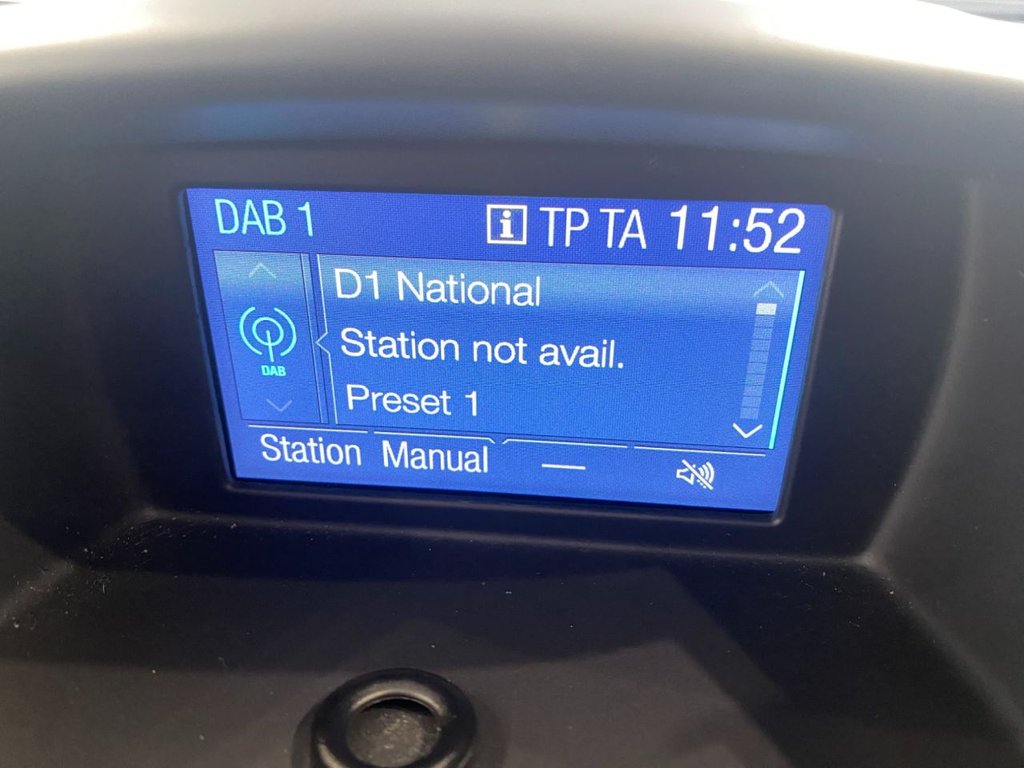 DAB 1 i TP TA 11:52
D1 National
DAB Station not avail.
Preset 1
Station Manual —